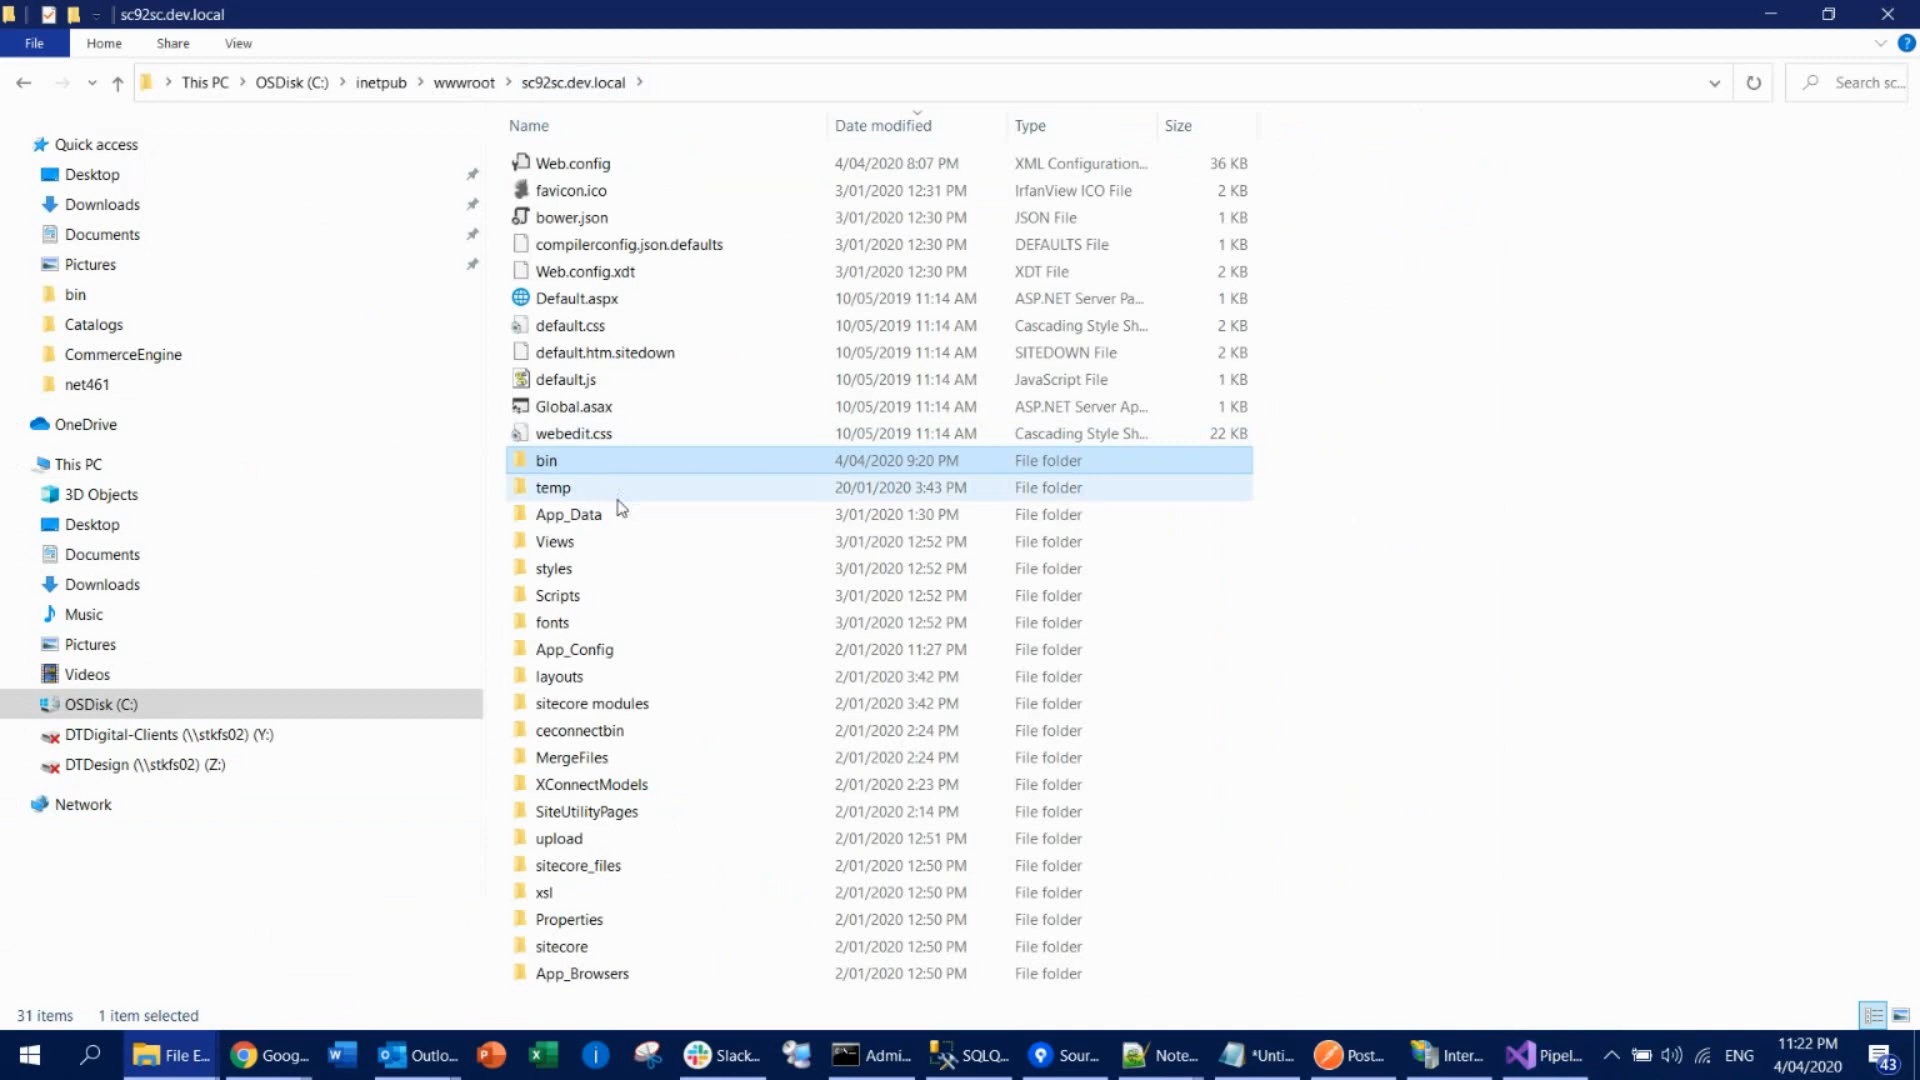 sc92sc.dev.local
File Home Share View
This PC OSDisk (C:) inetpub wwwroot sc92sc.dev.local Search sc...
Name Date modified Type Size
Quick access
Desktop
Downloads
Documents
Pictures
bin
Catalogs
CommerceEngine
net461
OneDrive
This PC
3D Objects
Desktop
Documents
Downloads
Music
Pictures
Videos
OSDisk (C:)
DTDigital-Clients (\\stkfs02) (Y:)
DTDesign (\\stkfs02) (Z:)
Network
Web.config 4/04/2020 8:07 PM XML Configuration... 36 KB
favicon.ico 3/01/2020 12:31 PM IrfanView ICO File 2 KB
bower.json 3/01/2020 12:30 PM JSON File 1 KB
compilerconfig.json.defaults 3/01/2020 12:30 PM DEFAULTS File 1 KB
Web.config.xdt 3/01/2020 12:30 PM XDT File 2 KB
Default.aspx 10/05/2019 11:14 AM ASP.NET Server Pa... 1 KB
default.css 10/05/2019 11:14 AM Cascading Style Sh... 2 KB
default.htm.sitedown 10/05/2019 11:14 AM SITEDOWN File 2 KB
default.js 10/05/2019 11:14 AM JavaScript File 1 KB
Global.asax 10/05/2019 11:14 AM ASP.NET Server Ap... 1 KB
webedit.css 10/05/2019 11:14 AM Cascading Style Sh... 22 KB
bin 4/04/2020 9:20 PM File folder
temp 20/01/2020 3:43 PM File folder
App_Data 3/01/2020 1:30 PM File folder
Views 3/01/2020 12:52 PM File folder
styles 3/01/2020 12:52 PM File folder
Scripts 3/01/2020 12:52 PM File folder
fonts 3/01/2020 12:52 PM File folder
App_Config 2/01/2020 11:27 PM File folder
layouts 2/01/2020 3:42 PM File folder
sitecore modules 2/01/2020 3:42 PM File folder
ceconnectbin 2/01/2020 2:24 PM File folder
MergeFiles 2/01/2020 2:24 PM File folder
XConnectModels 2/01/2020 2:23 PM File folder
SiteUtilityPages 2/01/2020 2:14 PM File folder
upload 2/01/2020 12:51 PM File folder
sitecore_files 2/01/2020 12:50 PM File folder
xsl 2/01/2020 12:50 PM File folder
Properties 2/01/2020 12:50 PM File folder
sitecore 2/01/2020 12:50 PM File folder
App_Browsers 2/01/2020 12:50 PM File folder
31 items 1 item selected
File E... Goog... Outlo... Slack... Admi... SQLQ... Sour... Note... *Unti... Post... Inter... Pipel... ENG 11:22 PM
4/04/2020 43